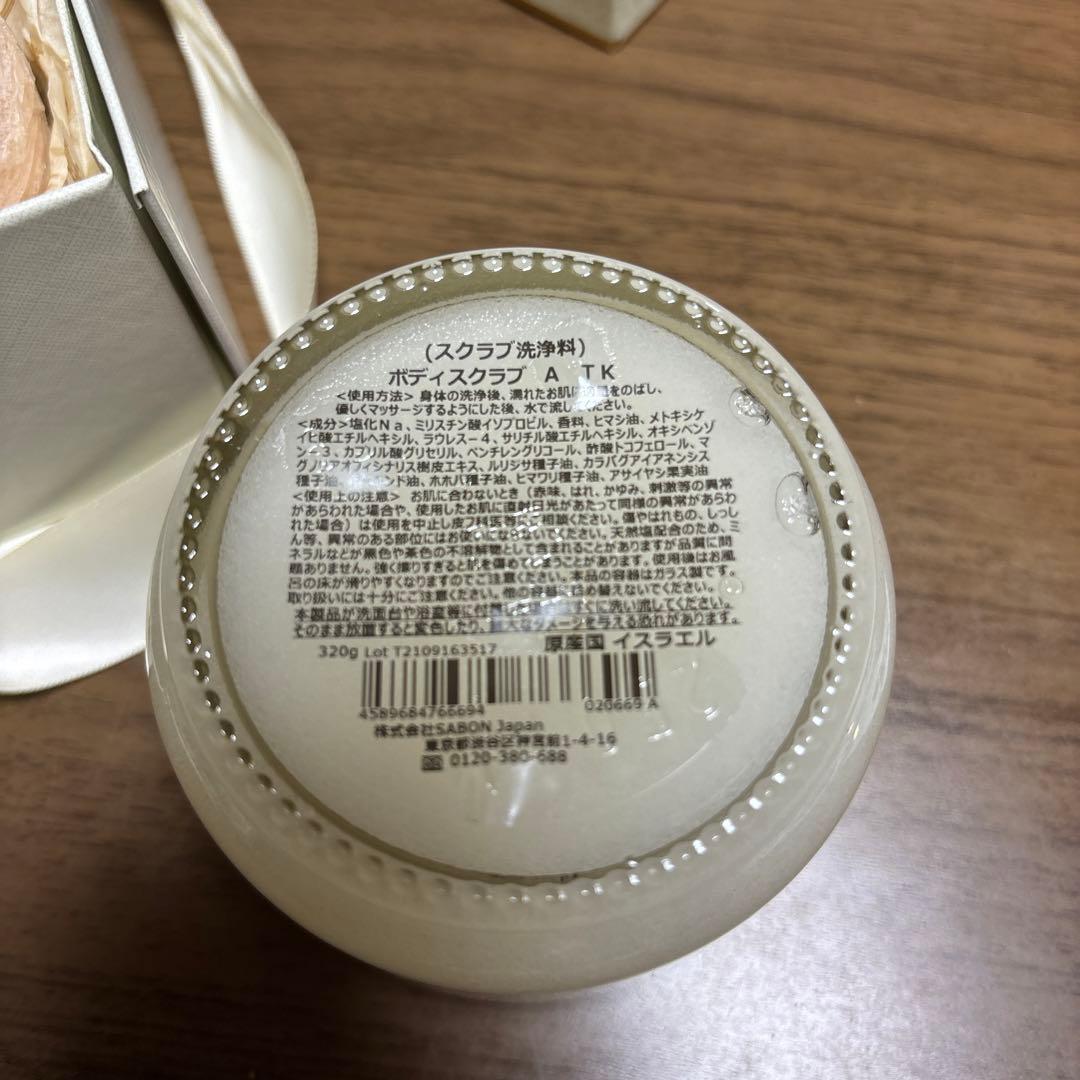 (スクラブ洗浄料)
ボディスクラブ A TK
<使用方法> 身体の洗浄後、濡れたお肌に適量をのばし、
優しくマッサージするようにした後、水で流してください。
<成分>塩化Na、ミリスチン酸イソプロピル、香料、ヒマシ油、メトキシケ
イヒ酸エチルヘキシル、ラウレス-4、サリチル酸エチルヘキシル、オキシベンゾ
ン-3、カプリル酸グリセリル、ペンチレングリコール、酢酸トコフェロール、マ
グノリアオフィシナリス樹皮エキス、ルリジサ種子油、カラパグアイアネンシス
種子油、アーモンド油、ホホバ種子油、ヒマワリ種子油、アサイヤシ果実油
<使用上の注意> お肌に合わないとき(赤味、はれ、かゆみ、刺激等の異常
があらわれた場合や、使用したお肌に直射日光があたって同様の異常があらわ
れた場合)は使用を中止し皮フ科医等にご相談ください。傷やはれもの、しっし
ん等、異常のある部位にはお使いにならないでください。天然塩配合のため、ミ
ネラルなどが黒色や茶色の不溶解物として含まれることがありますが品質に問
題ありません。強く擦りすぎると肌を傷めてしまうことがあります。使用後はお風
呂の床が滑りやすくなりますのでご注意ください。本品の容器はガラス製です。
取り扱いには十分にご注意ください。他の容器に詰め替えないでください。
本製品が洗面台や浴室等に付着した すぐに洗い流してください。
そのまま放置すると変色したり、重大なダメージを与える恐れがあります。
320g Lot T2109163517 原産国 イスラエル
4589684766694 020669 A
株式会社SABON Japan
東京都渋谷区神宮前1-4-16
0120-380-688